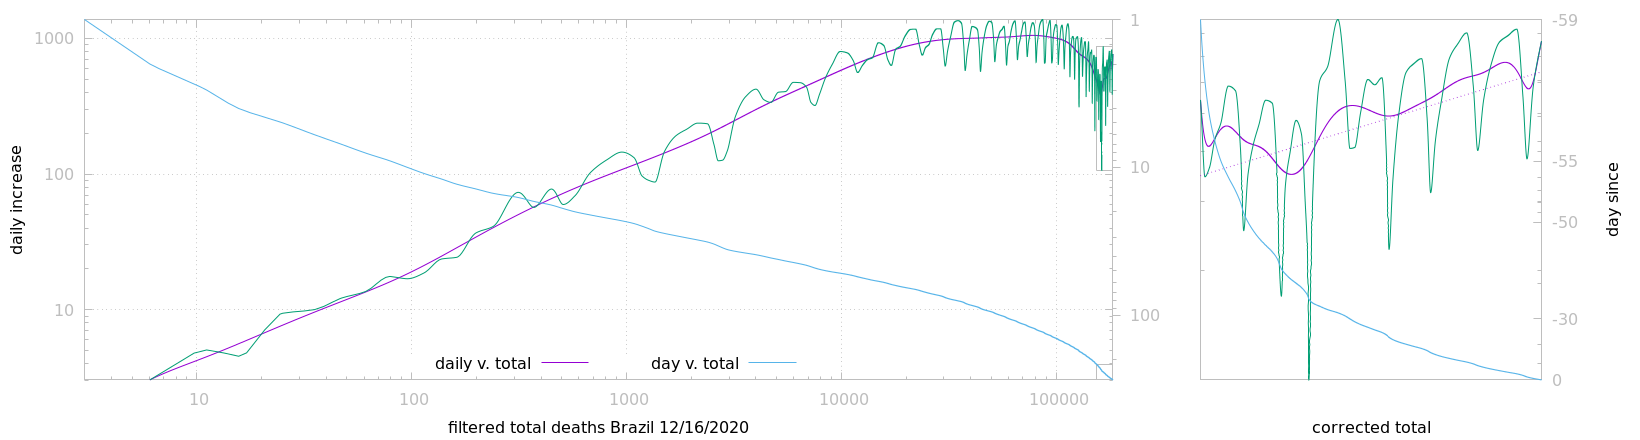 daily increase
1000
100
10
10
100
1000
10000
100000
1
10
100
daily v. total
day v. total
filtered total deaths Brazil 12/16/2020
-59
-55
-50
-30
0
day since
corrected total